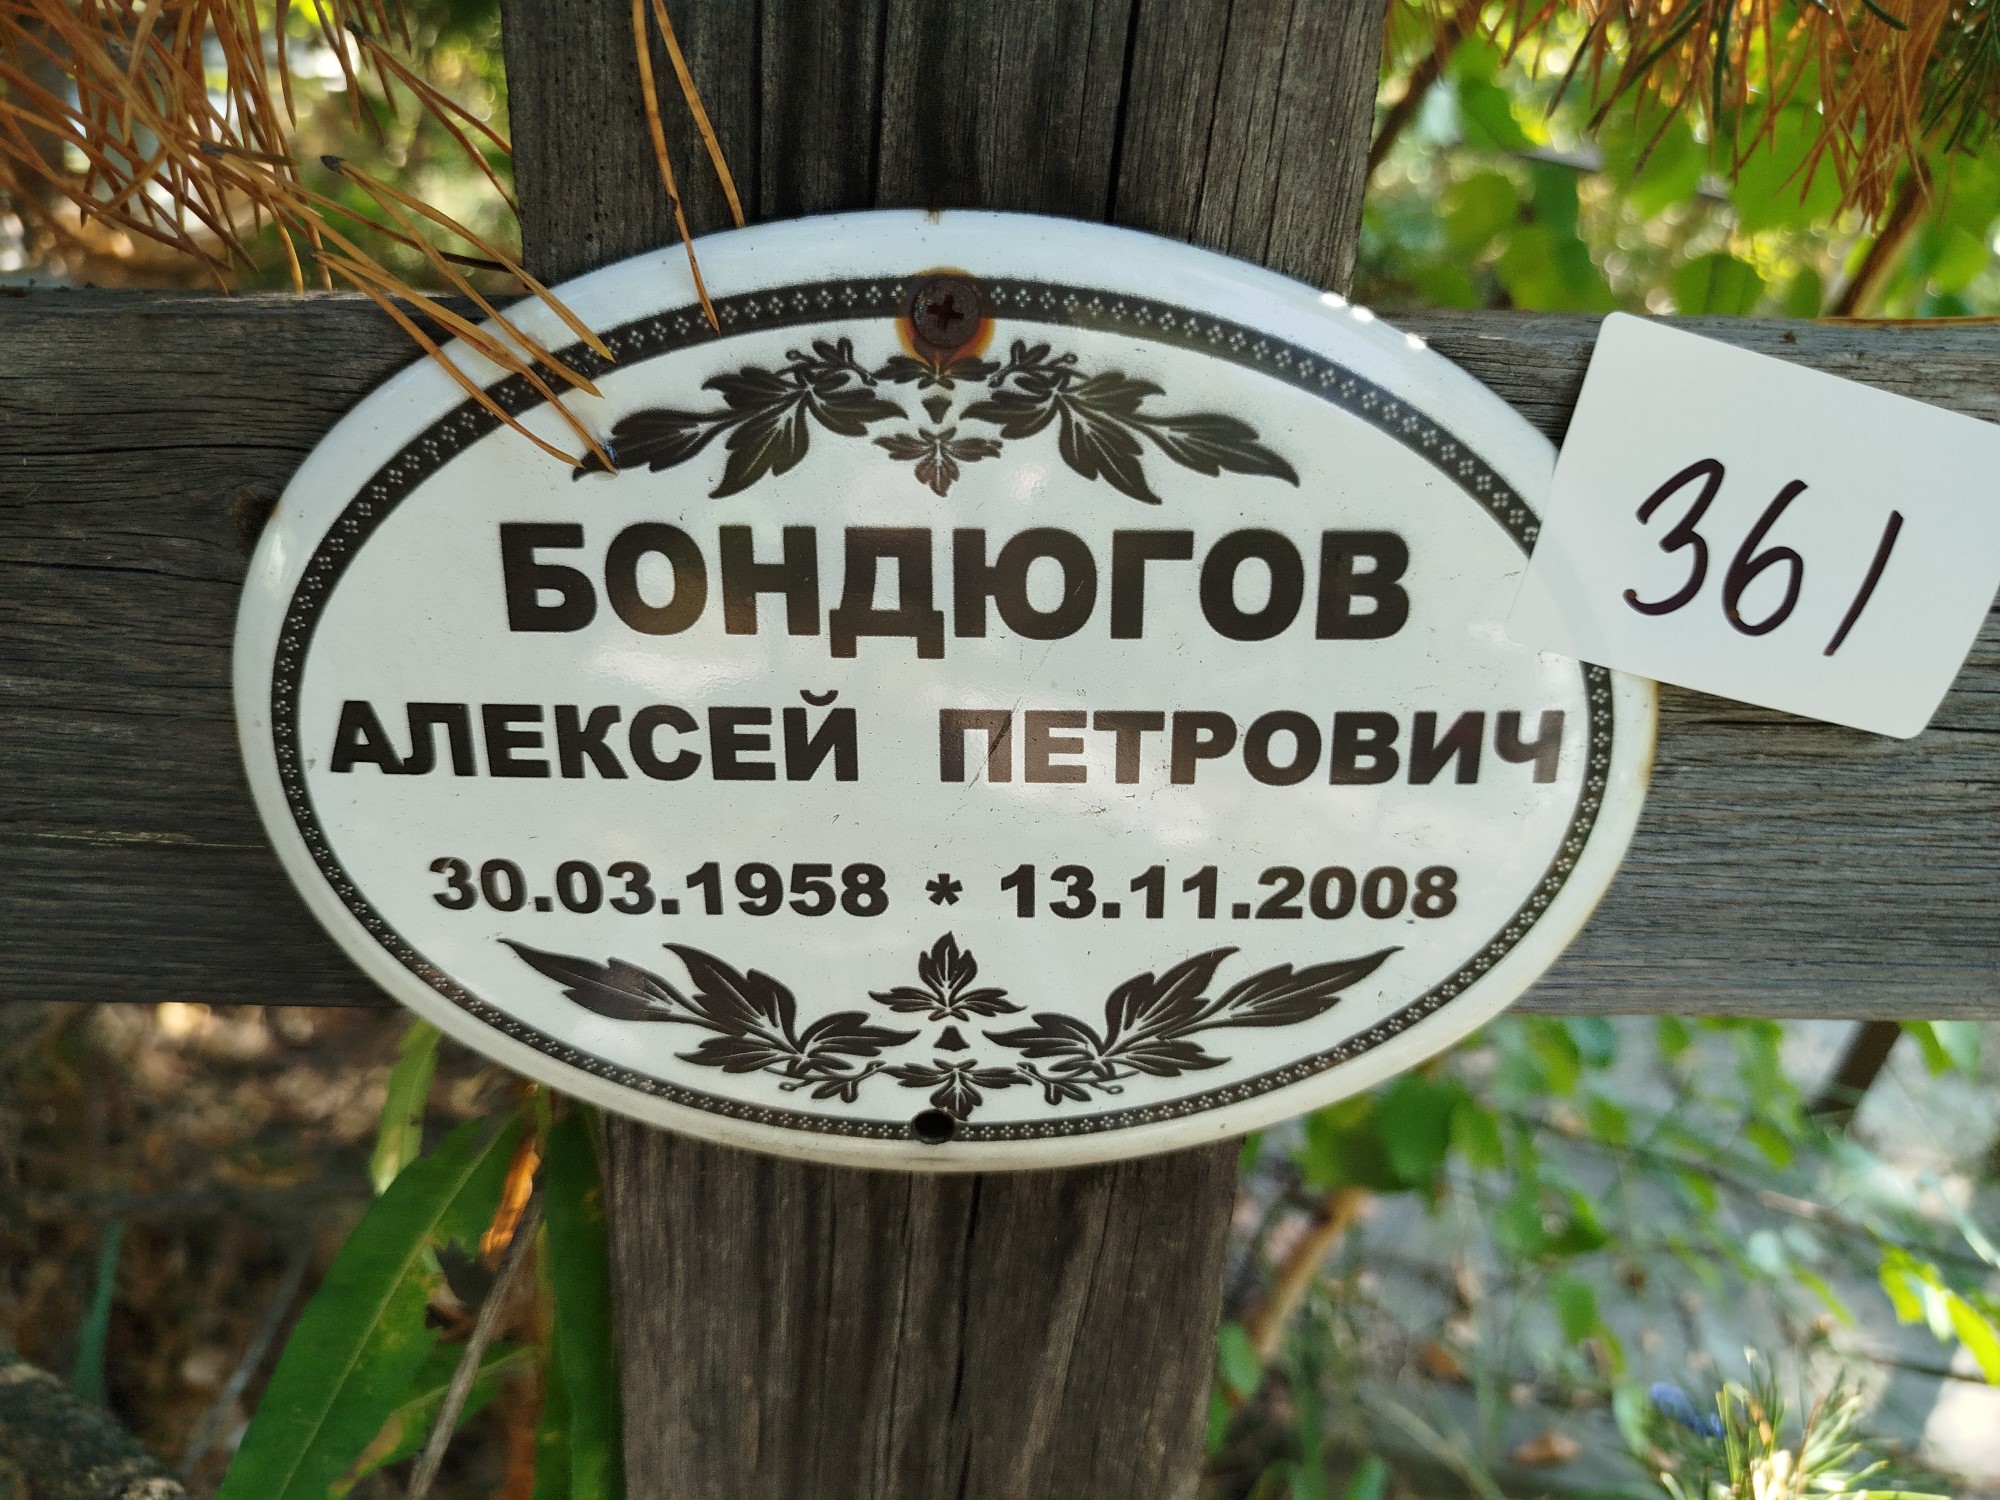 БОНДЮГОВ
АЛЕКСЕЙ ПЕТРОВИЧ
30.03.1958 * 13.11.2008
361